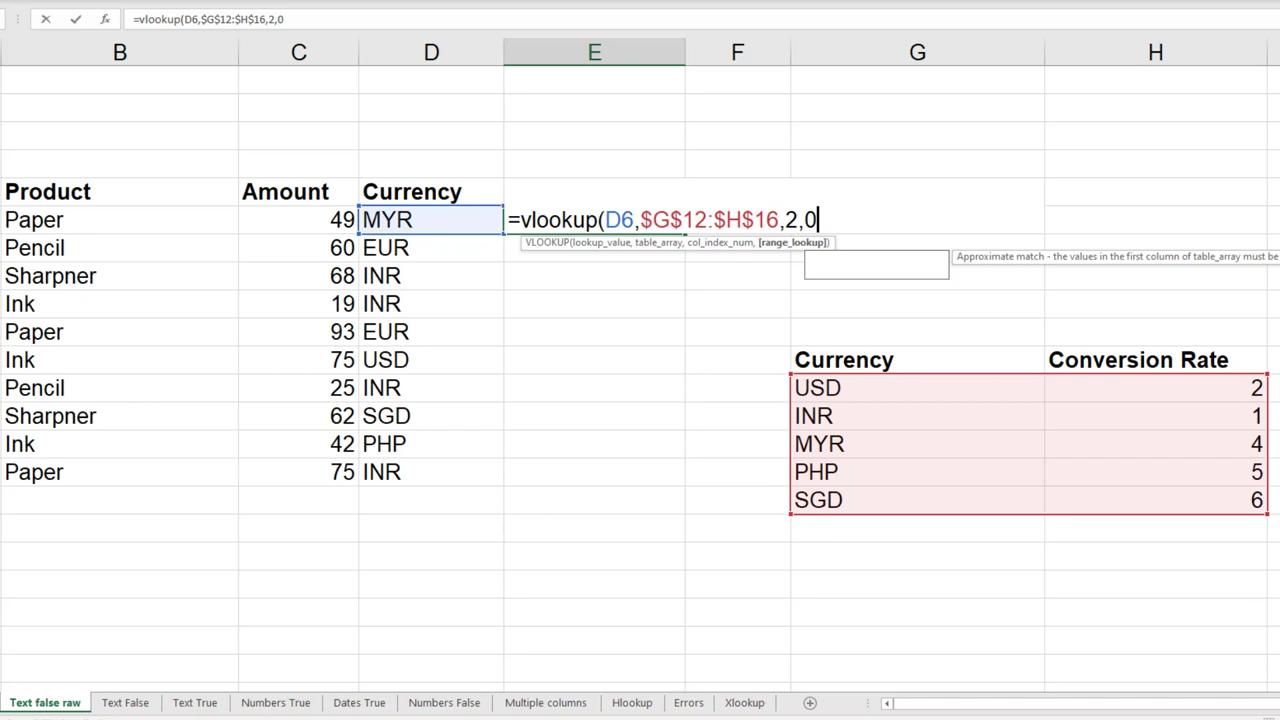 =vlookup(D6,$G$12:$H$16,2,0
B C D E F G H
Product Amount Currency
Paper 49 MYR =vlookup(D6,$G$12:$H$16,2,0
VLOOKUP(lookup_value, table_array, col_index_num, [range_lookup])
Pencil 60 EUR
Approximate match - the values in the first column of table_array must be
Sharpner 68 INR
Ink 19 INR
Paper 93 EUR
Ink 75 USD Currency Conversion Rate
Pencil 25 INR USD 2
Sharpner 62 SGD INR 1
Ink 42 PHP MYR 4
Paper 75 INR PHP 5
SGD 6
Text false raw Text False Text True Numbers True Dates True Numbers False Multiple columns Hlookup Errors Xlookup